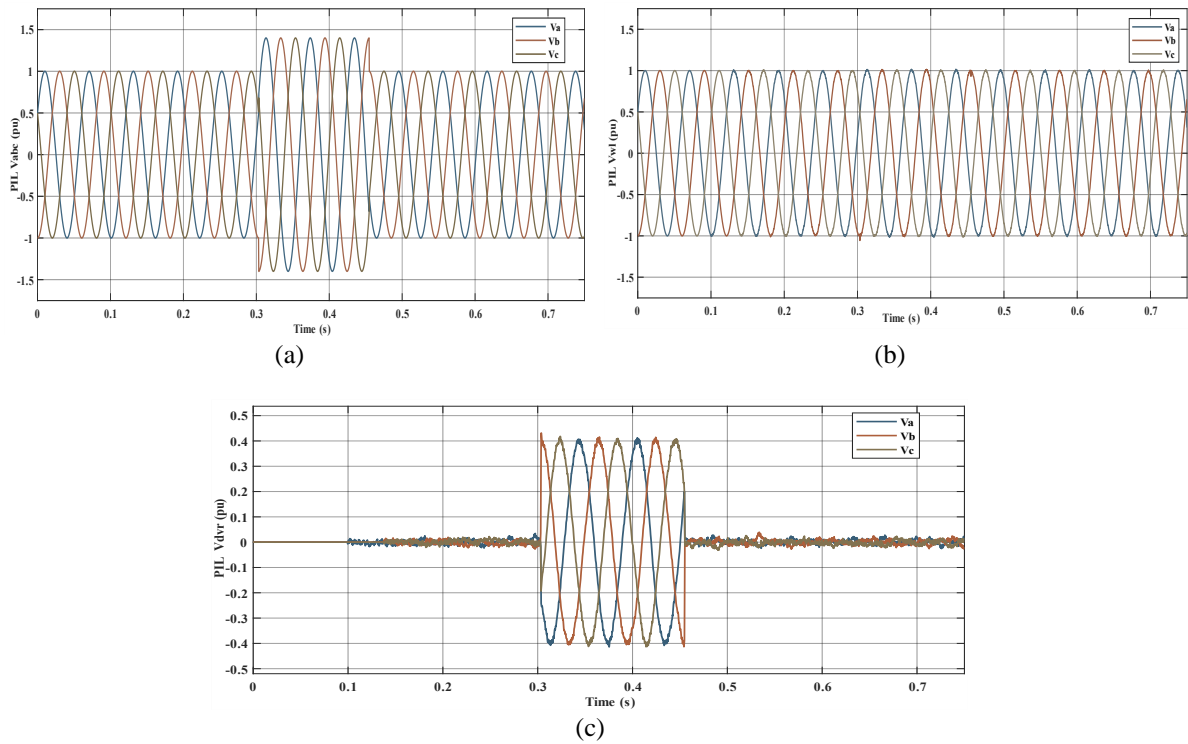 1.5
1
0.5
0
-0.5
-1
-1.5
PIL Vabc (pu)
Va
Vb
Vc
0 0.1 0.2 0.3 0.4 0.5 0.6 0.7
Time (s)
(a)
1.5
1
0.5
0
-0.5
-1
-1.5
PIL Vwl (pu)
Va
Vb
Vc
0 0.1 0.2 0.3 0.4 0.5 0.6 0.7
Time (s)
(b)
0.5
0.4
0.3
0.2
0.1
0
-0.1
-0.2
-0.3
-0.4
-0.5
PIL Vdvr (pu)
Va
Vb
Vc
0 0.1 0.2 0.3 0.4 0.5 0.6 0.7
Time (s)
(c)